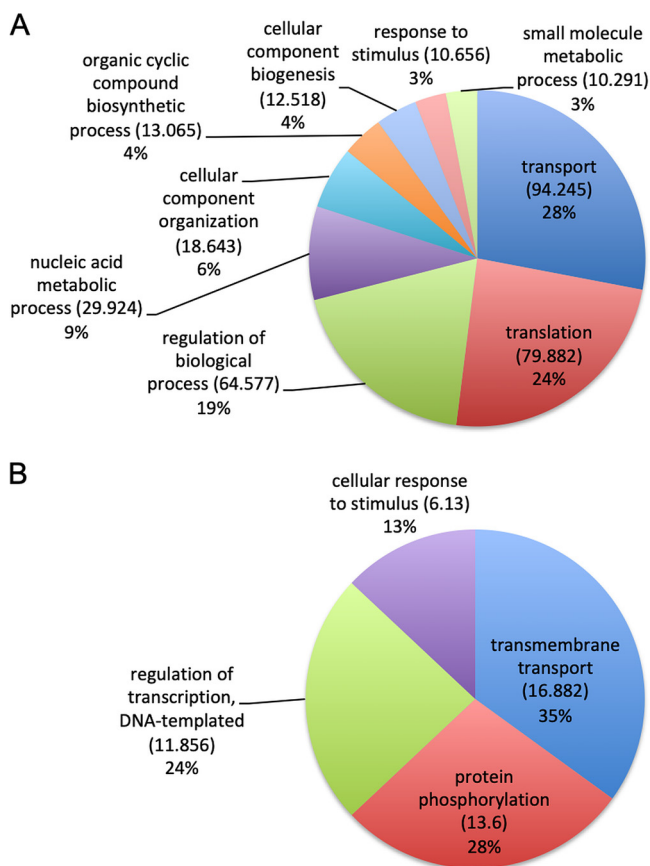 A
transport
(94.245)
28%
translation
(79.882)
24%
regulation of
biological
process (64.577)
19%
nucleic acid
metabolic
process (29.924)
9%
cellular
component
organization
(18.643)
6%
organic cyclic
compound
biosynthetic
process (13.065)
4%
cellular
component
biogenesis
(12.518)
4%
response to
stimulus (10.656)
3%
small molecule
metabolic
process (10.291)
3%
B
cellular response
to stimulus (6.13)
13%
transmembrane
transport
(16.882)
35%
protein
phosphorylation
(13.6)
28%
regulation of
transcription,
DNA-templated
(11.856)
24%